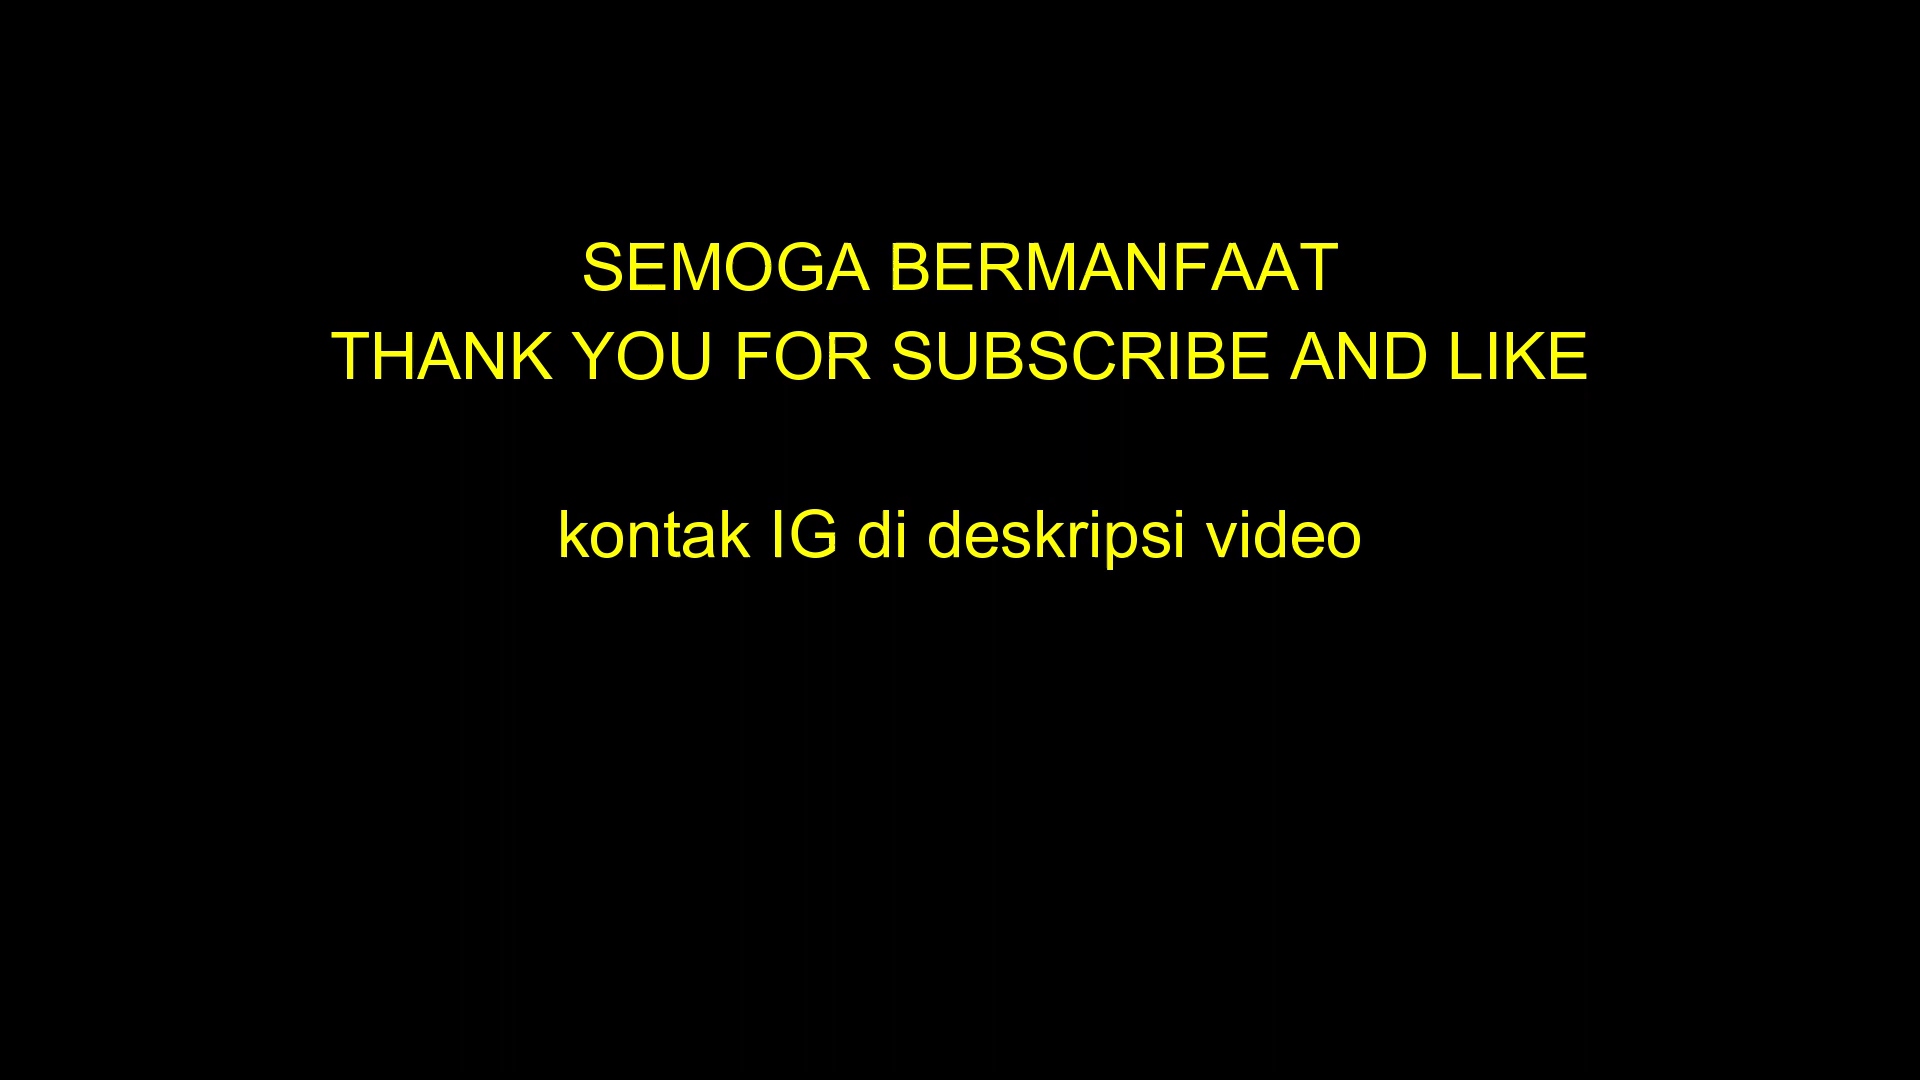 SEMOGA BERMANFAAT
THANK YOU FOR SUBSCRIBE AND LIKE
kontak IG di deskripsi video